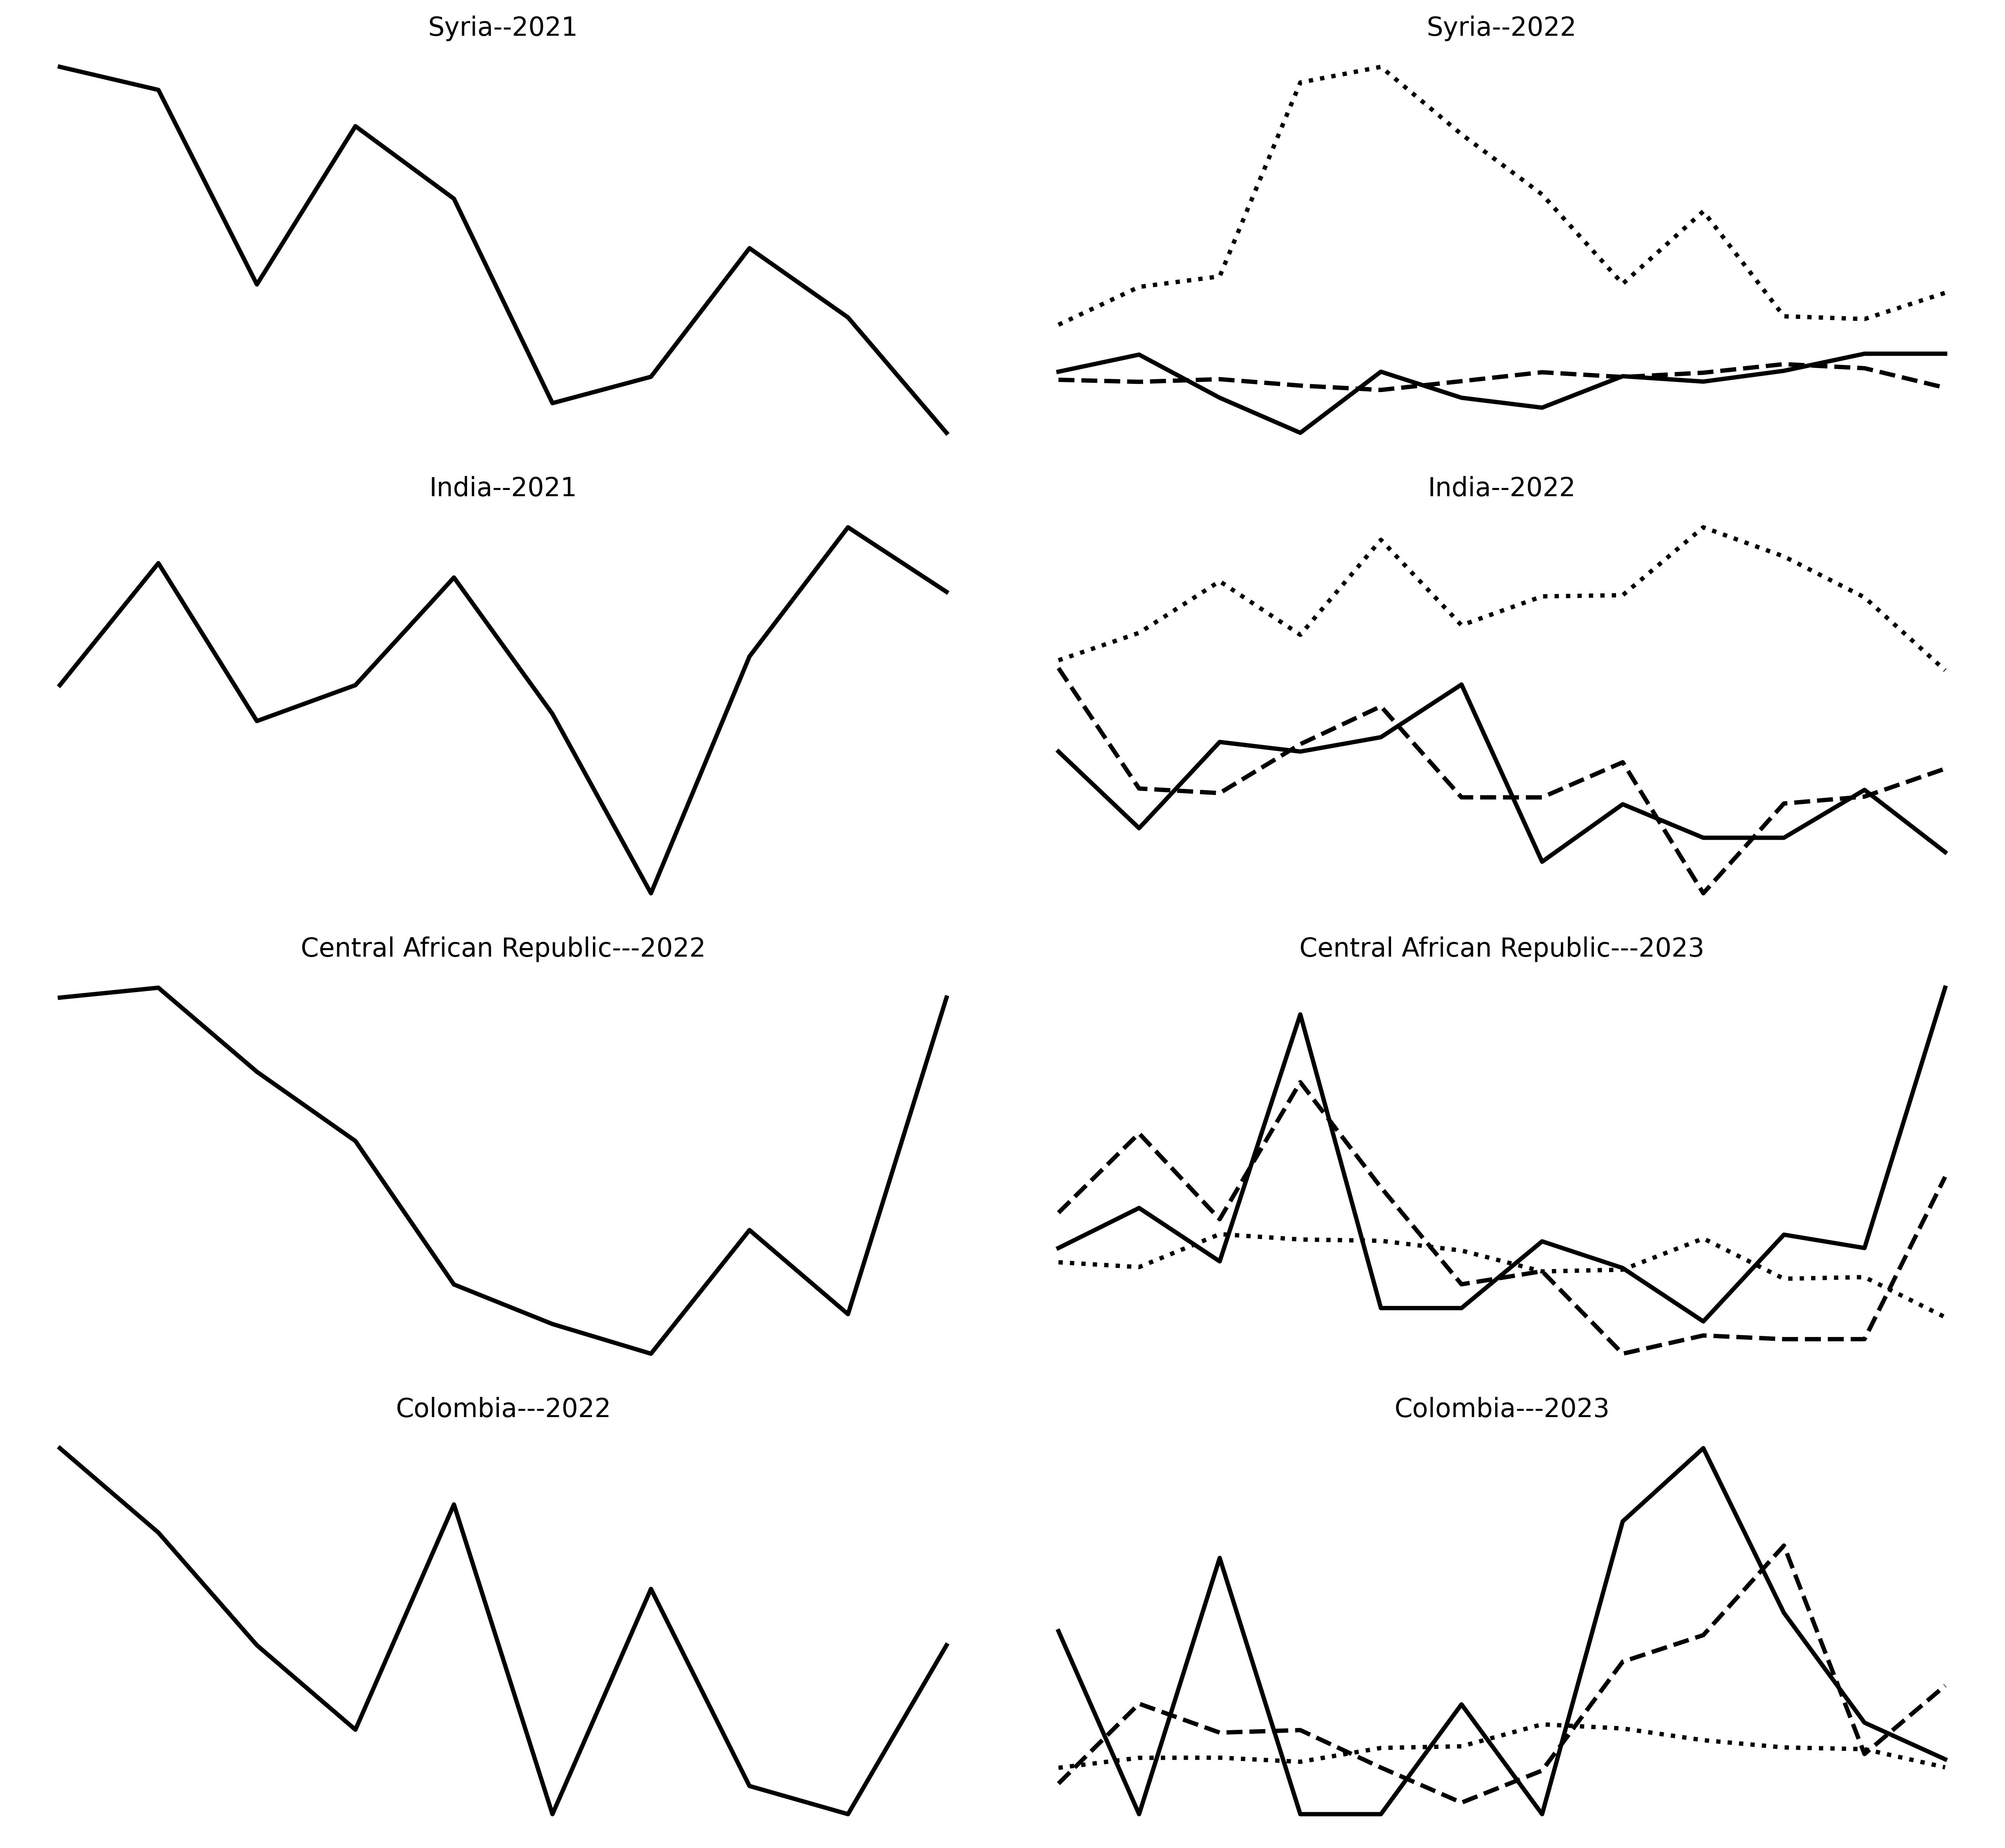 Syria--2021
Syria--2022
India--2021
India--2022
Central African Republic---2022
Central African Republic---2023
Colombia---2022
Colombia---2023